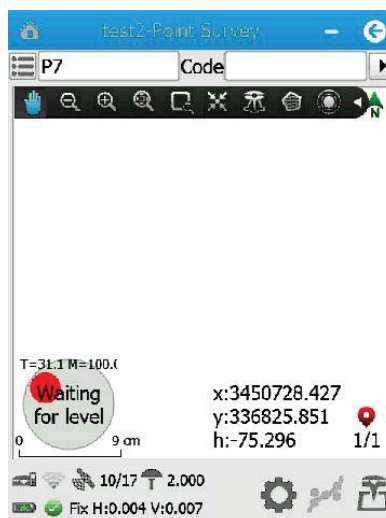 test2-Point Survey
P7 Code
N
T=31.1 M=100.(
Waiting
for level
0 9 cm
x:3450728.427
y:336825.851
h:-75.296 1/1
10/17 2.000
Fix H:0.004 V:0.007